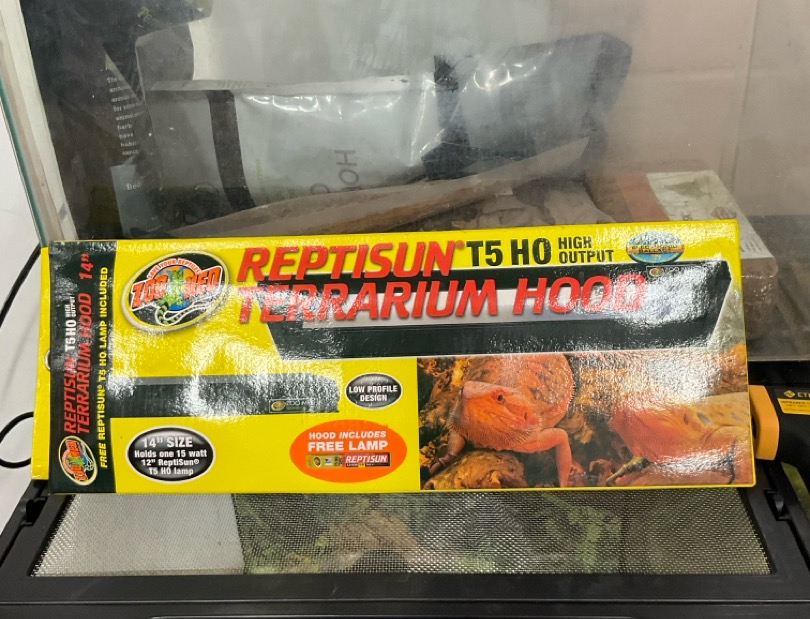 REPTISUN® T5 HO HIGH OUTPUT
TERRARIUM HOOD
ZOO MED
LOW PROFILE
DESIGN
14" SIZE
Holds one 15 watt
12" ReptiSun®
T5 HO lamp
HOOD INCLUDES
FREE LAMP
REPTISUN
REPTISUN® T5 HO HIGH OUTPUT
TERRARIUM HOOD 14"
FREE REPTISUN® T5 HO LAMP INCLUDED